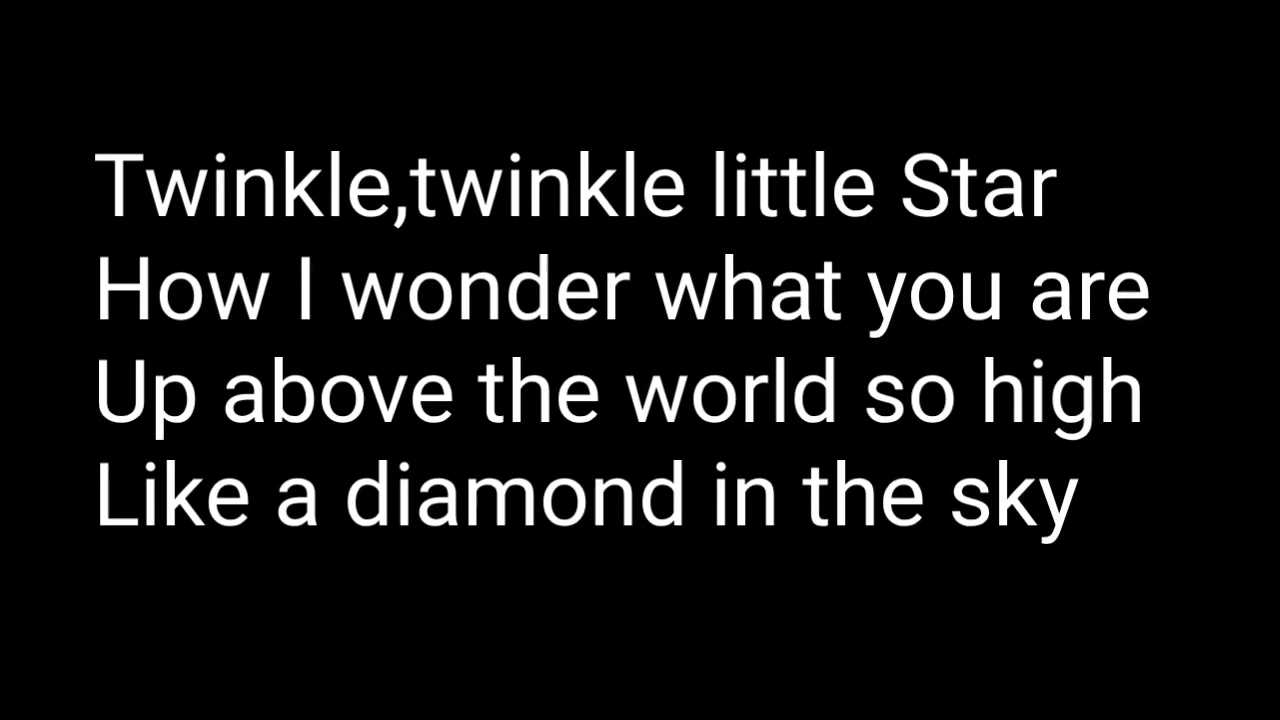 Twinkle,twinkle little Star
How I wonder what you are
Up above the world so high
Like a diamond in the sky